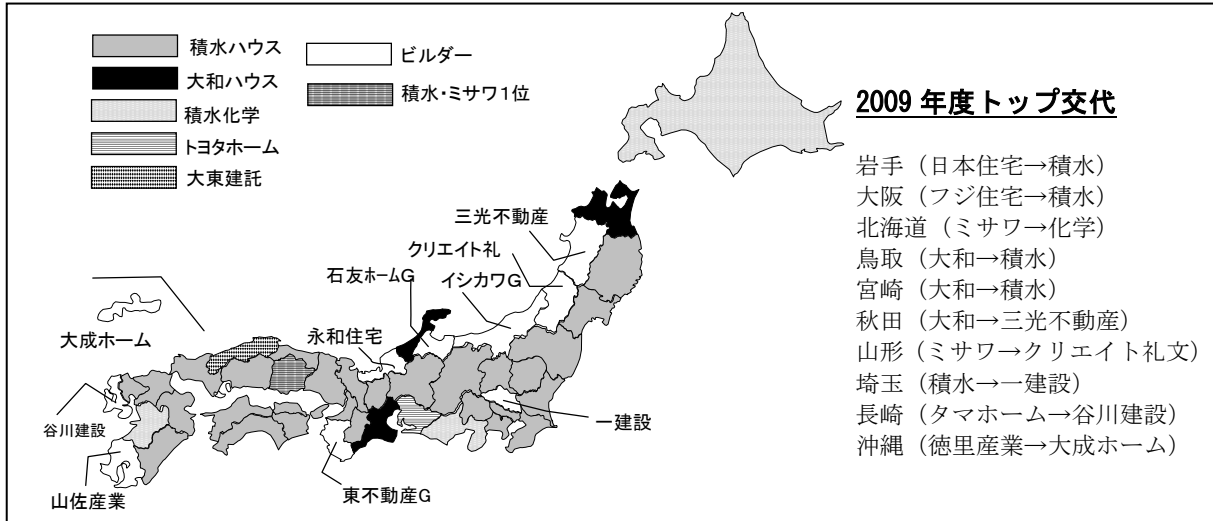 積水ハウス
大和ハウス
積水化学
トヨタホーム
大東建託
ビルダー
積水・ミサワ1位
三光不動産
クリエイト礼
石友ホームG
イシカワG
大成ホーム
永和住宅
谷川建設
一建設
山佐産業
東不動産G
2009 年度トップ交代
岩手（日本住宅→積水）
大阪（フジ住宅→積水）
北海道（ミサワ→化学）
鳥取（大和→積水）
宮崎（大和→積水）
秋田（大和→三光不動産）
山形（ミサワ→クリエイト礼文）
埼玉（積水→一建設）
長崎（タマホーム→谷川建設）
沖縄（徳里産業→大成ホーム）